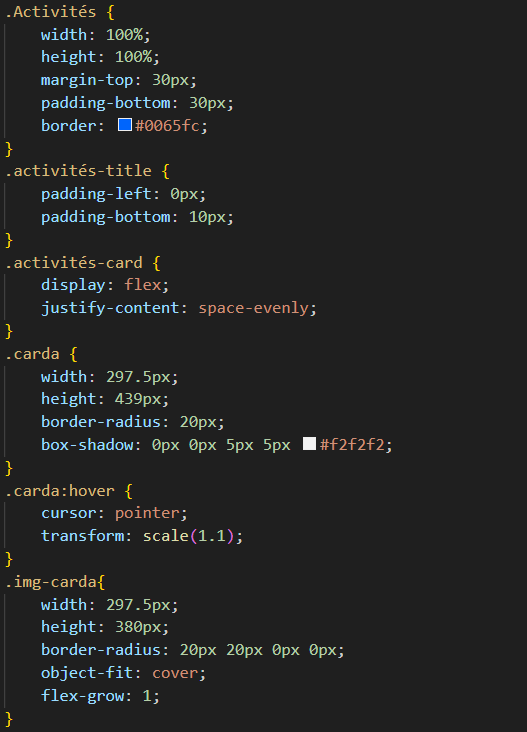 .Activités {
    width: 100%;
    height: 100%;
    margin-top: 30px;
    padding-bottom: 30px;
    border: #0065fc;
}
.activités-title {
    padding-left: 0px;
    padding-bottom: 10px;
}
.activités-card {
    display: flex;
    justify-content: space-evenly;
}
.carda {
    width: 297.5px;
    height: 439px;
    border-radius: 20px;
    box-shadow: 0px 0px 5px 5px #f2f2f2;
}
.carda:hover {
    cursor: pointer;
    transform: scale(1.1);
}
.img-carda{
    width: 297.5px;
    height: 380px;
    border-radius: 20px 20px 0px 0px;
    object-fit: cover;
    flex-grow: 1;
}